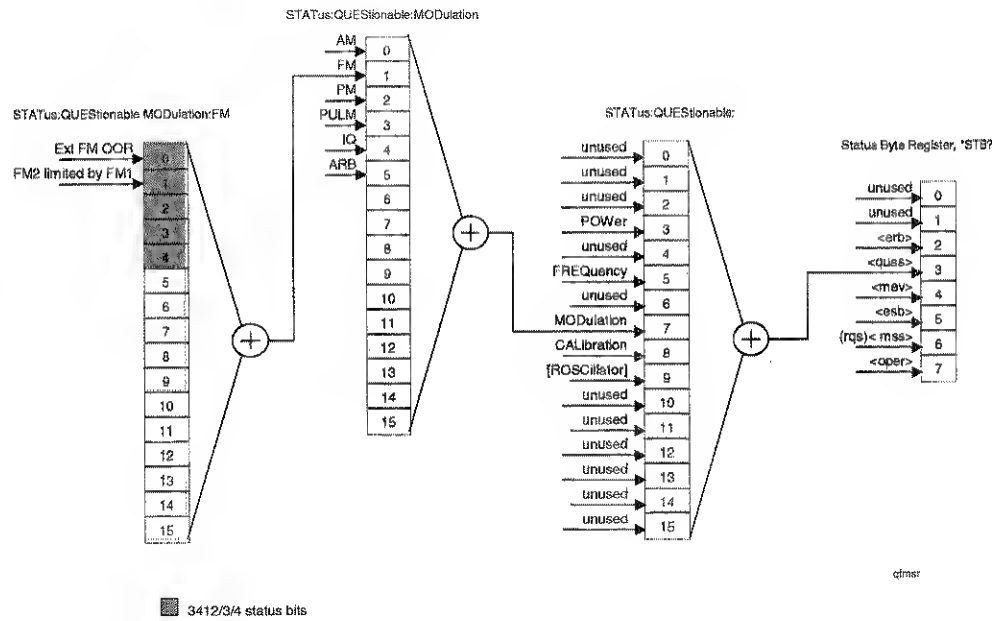 STATus:QUEStionable:MODulation
AM
FM
PM
PULM
IQ
ARB
0
1
2
3
4
5
6
7
8
9
10
11
12
13
14
15
STATus:QUEStionable MODulation:FM
Ext FM OOR
FM2 limited by FM1
0
1
2
3
4
5
6
7
8
9
10
11
12
13
14
15
STATus:QUEStionable:
unused 0
unused 1
unused 2
POWer 3
unused 4
FREQuency 5
unused 6
MODulation 7
CALibration 8
[ROSCillator] 9
unused 10
unused 11
unused 12
unused 13
unused 14
unused 15
Status Byte Register, *STB?
unused 0
unused 1
<erb> 2
<ques> 3
<mav> 4
<esb> 5
(rqs)< mss> 6
<oper> 7
qfmsr
3412/3/4 status bits